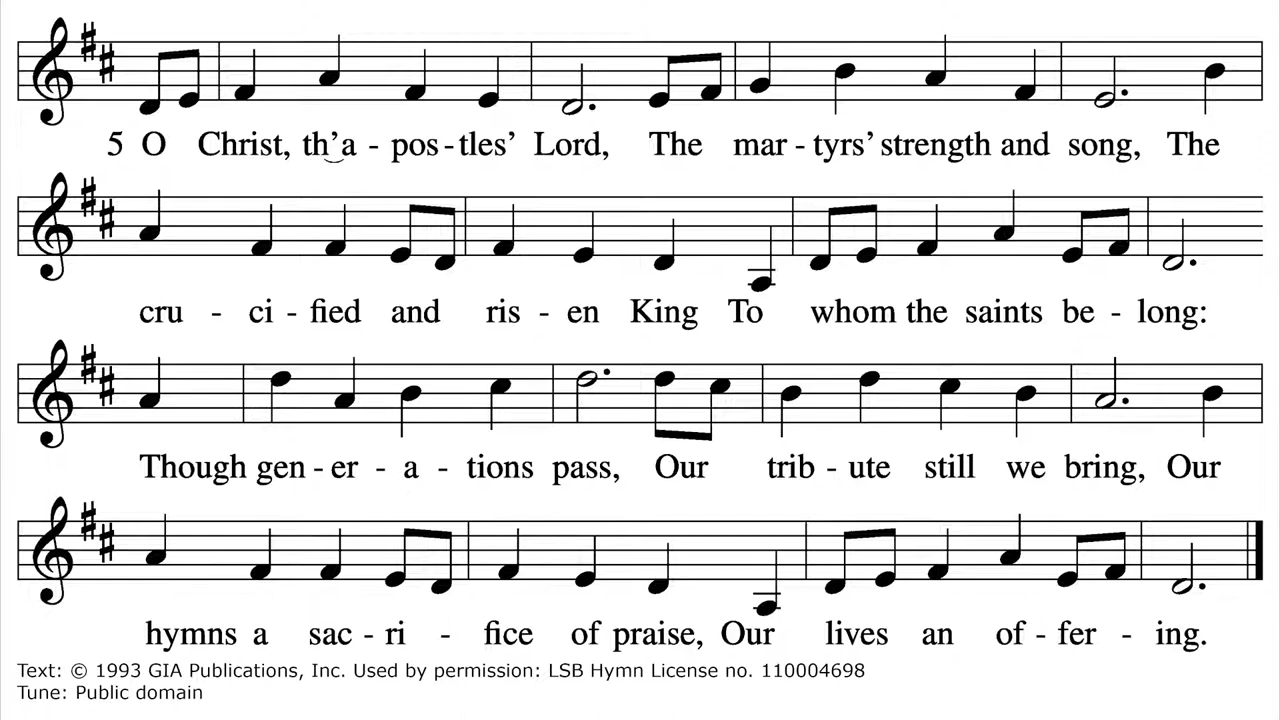 5 O Christ, th’a - pos - tles’ Lord, The mar - tyrs’ strength and song, The
cru - ci - fied and ris - en King To whom the saints be - long:
Though gen - er - a - tions pass, Our trib - ute still we bring, Our
hymns a sac - ri - fice of praise, Our lives an of - fer - ing.
Text: © 1993 GIA Publications, Inc. Used by permission: LSB Hymn License no. 110004698
Tune: Public domain